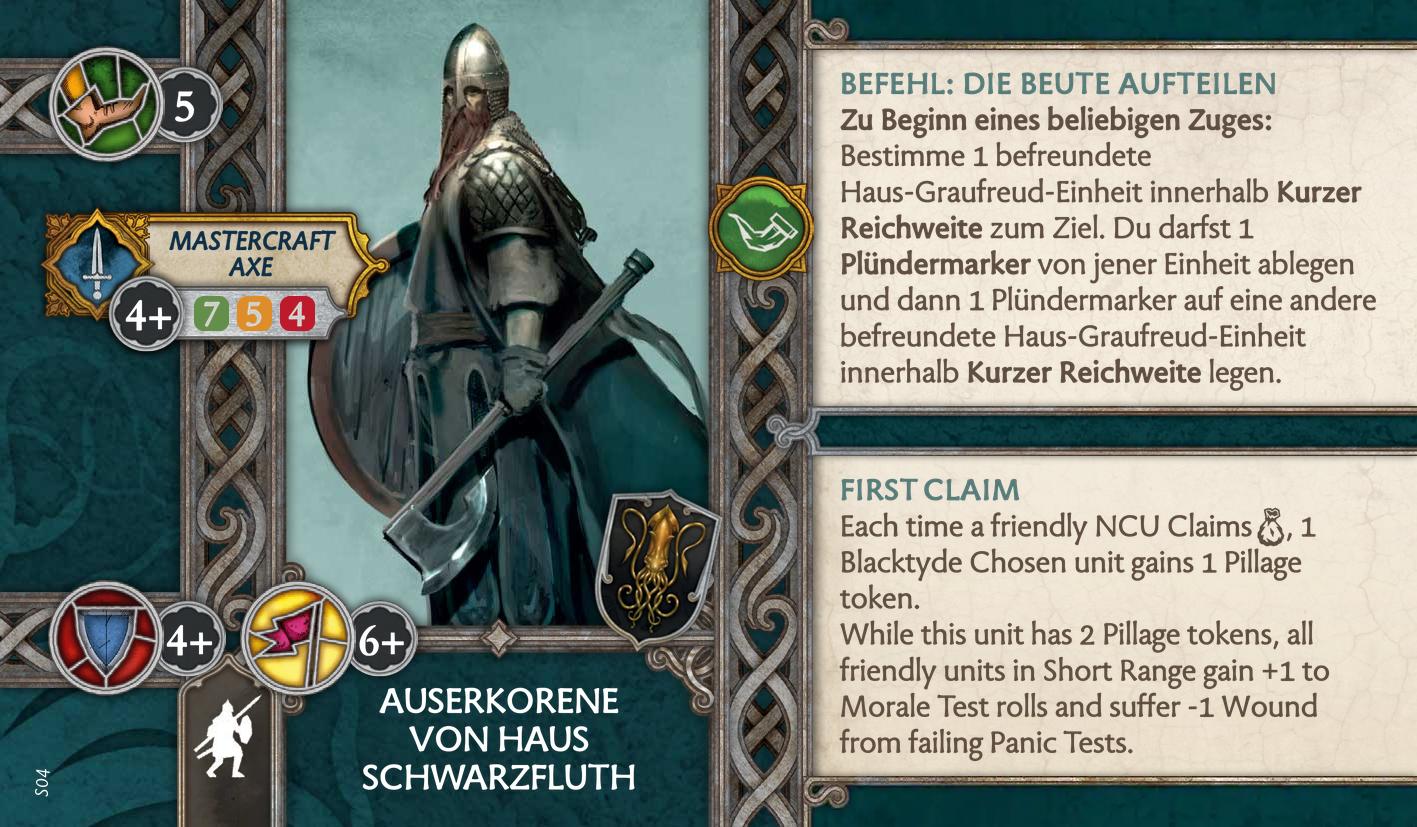 5
MASTERCRAFT
AXE
4+ 7 5 4
4+
6+
AUSERKORENE
VON HAUS
SCHWARZFLUTH
S04
BEFEHL: DIE BEUTE AUFTEILEN
Zu Beginn eines beliebigen Zuges:
Bestimme 1 befreundete
Haus-Graufreud-Einheit innerhalb Kurzer
Reichweite zum Ziel. Du darfst 1
Plündermarker von jener Einheit ablegen
und dann 1 Plündermarker auf eine andere
befreundete Haus-Graufreud-Einheit
innerhalb Kurzer Reichweite legen.
FIRST CLAIM
Each time a friendly NCU Claims , 1
Blacktyde Chosen unit gains 1 Pillage
token.
While this unit has 2 Pillage tokens, all
friendly units in Short Range gain +1 to
Morale Test rolls and suffer -1 Wound
from failing Panic Tests.